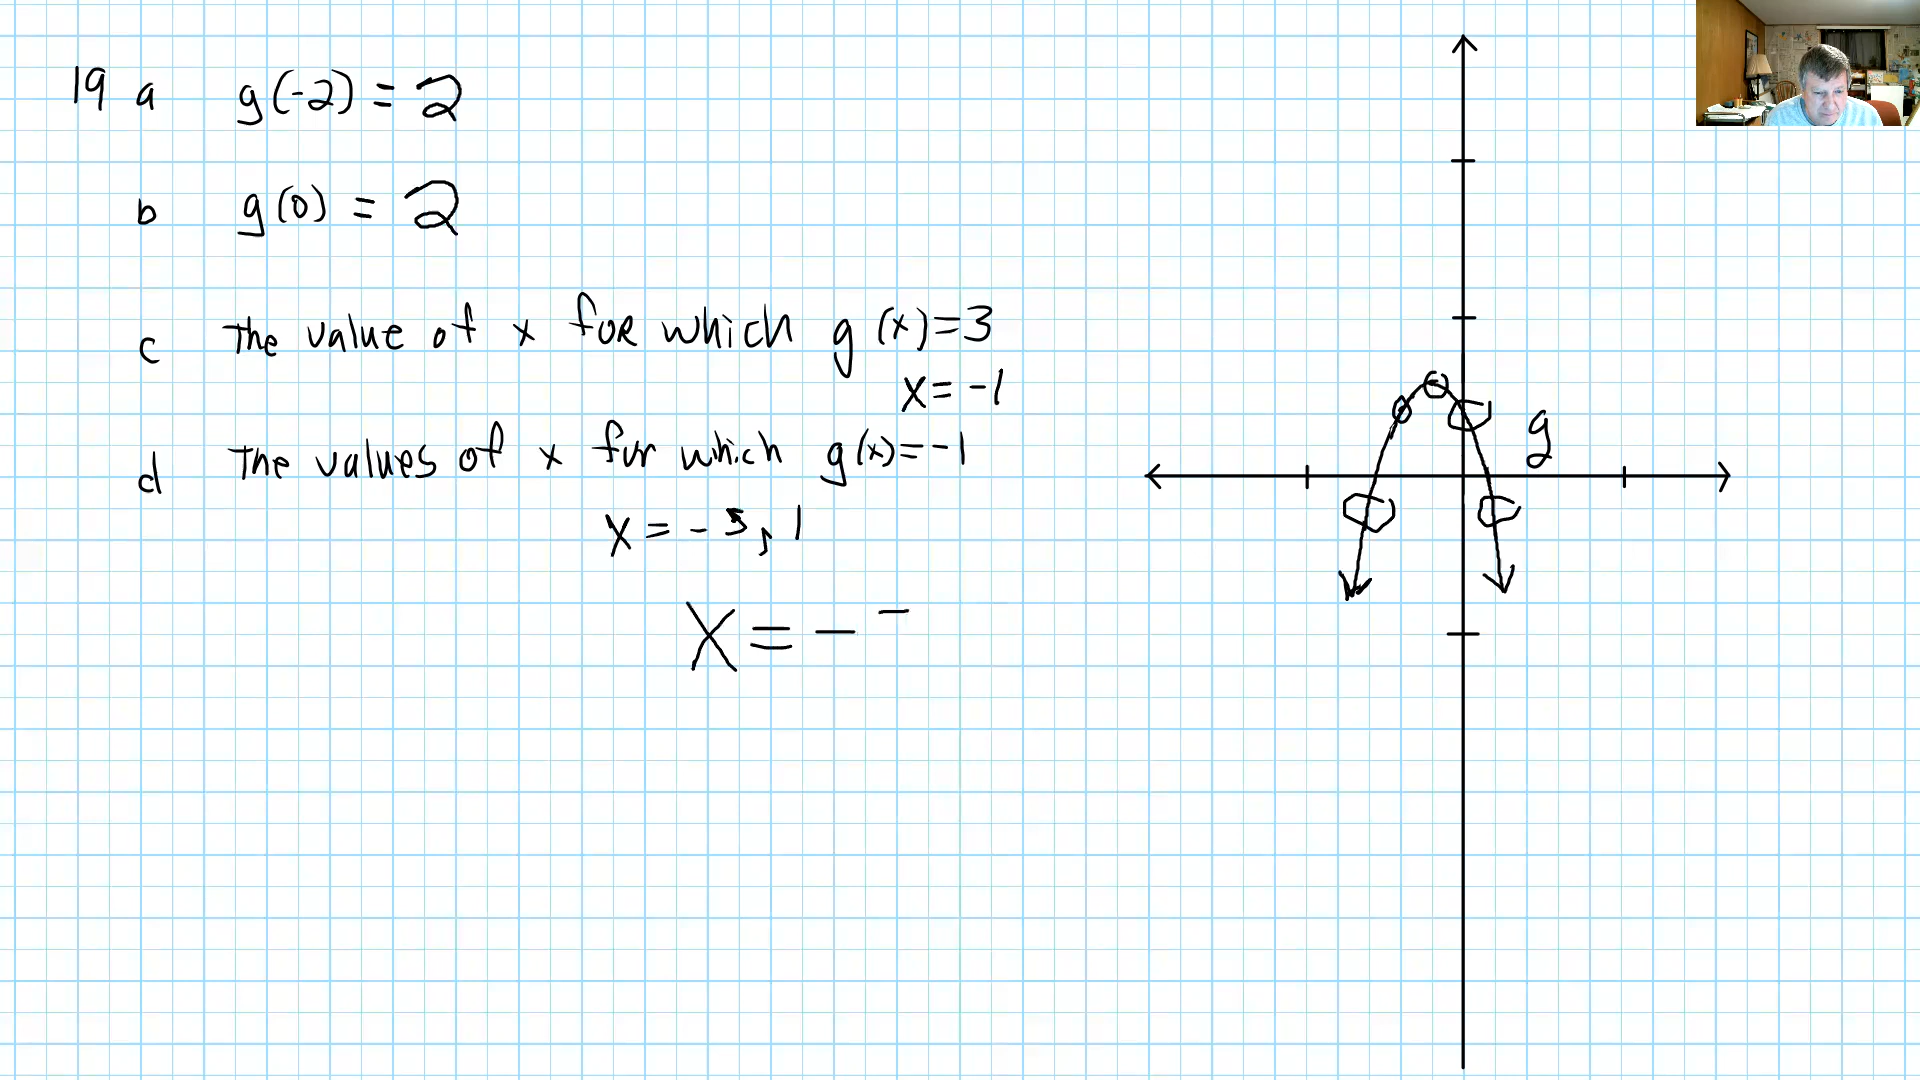 19 a g(-2) = 2
b g(0) = 2
c The value of x for which g(x)=3
x = -1
d The values of x for which g(x)=-1
x = -3, 1
X = - -
g